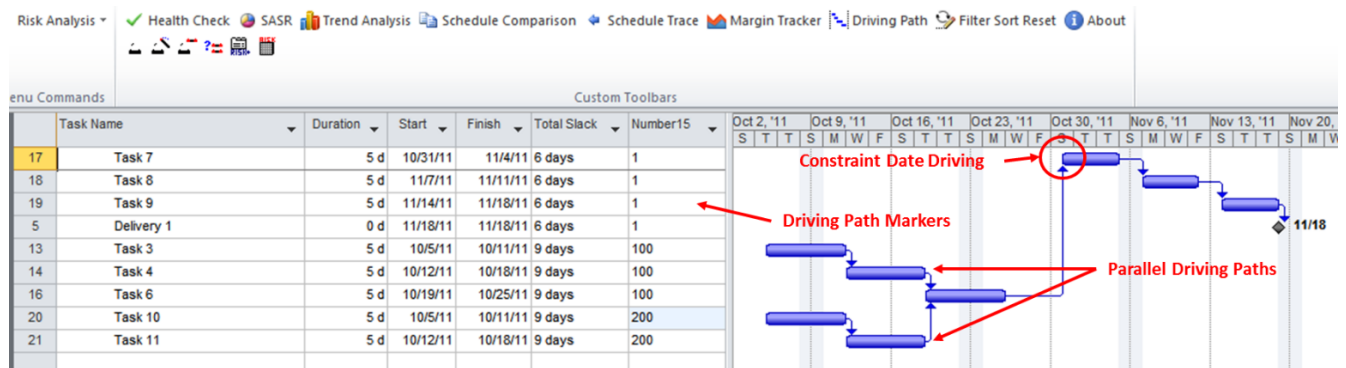 Risk Analysis Health Check SASR Trend Analysis Schedule Comparison Schedule Trace Margin Tracker Driving Path Filter Sort Reset About
RISK RISK
enu Commands Custom Toolbars
Task Name Duration Start Finish Total Slack Number15 Oct 2, '11 Oct 9, '11 Oct 16, '11 Oct 23, '11 Oct 30, '11 Nov 6, '11 Nov 13, '11 Nov 20,
S T T S M W F S T T S M W F S T T S M W F S T T S M W
17 Task 7 5 d 10/31/11 11/4/11 6 days 1
Constraint Date Driving
18 Task 8 5 d 11/7/11 11/11/11 6 days 1
19 Task 9 5 d 11/14/11 11/18/11 6 days 1
Driving Path Markers
5 Delivery 1 0 d 11/18/11 11/18/11 6 days 1 11/18
13 Task 3 5 d 10/5/11 10/11/11 9 days 100
14 Task 4 5 d 10/12/11 10/18/11 9 days 100
Parallel Driving Paths
16 Task 6 5 d 10/19/11 10/25/11 9 days 100
20 Task 10 5 d 10/5/11 10/11/11 9 days 200
21 Task 11 5 d 10/12/11 10/18/11 9 days 200